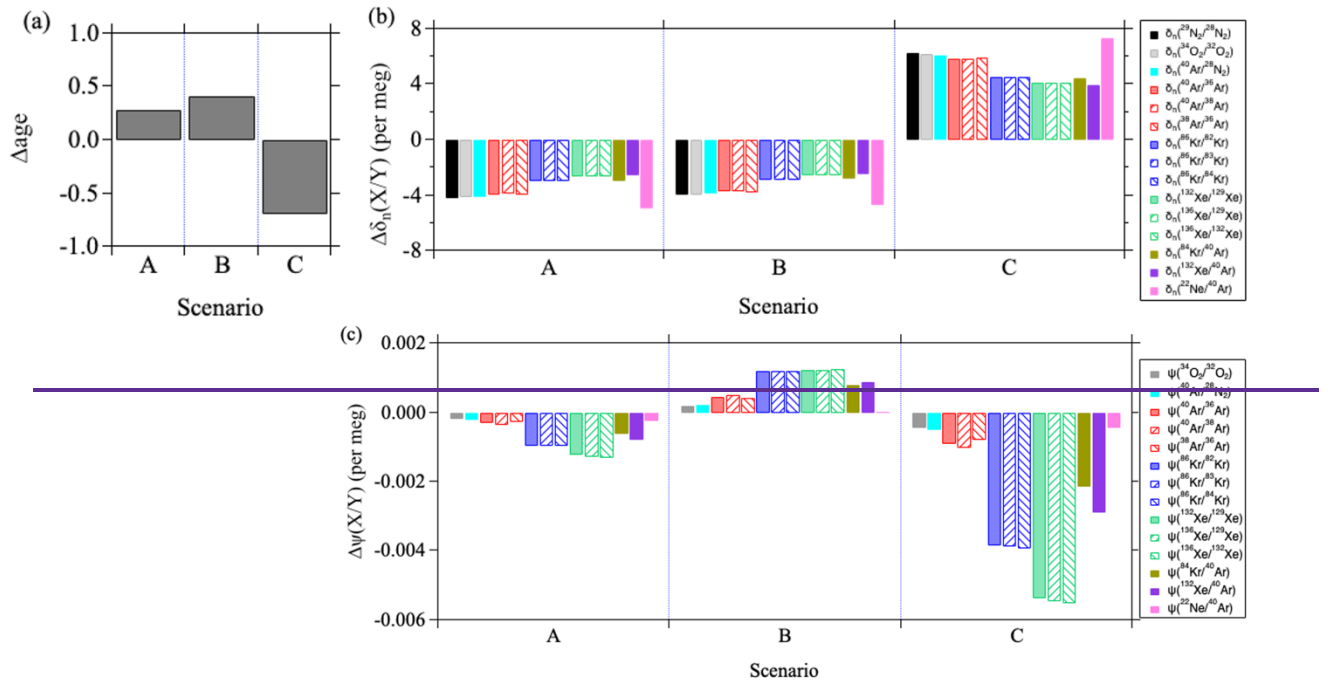 (a)
1.0
0.5
0.0
-0.5
-1.0
Δage
A B C
Scenario
(b)
8
4
0
-4
-8
Δδn(X/Y) (per meg)
A B C
Scenario
δn(²⁹N₂/²⁸N₂)
δn(³⁴O₂/³²O₂)
δn(⁴⁰Ar/²⁸N₂)
δn(⁴⁰Ar/³⁶Ar)
δn(⁴⁰Ar/³⁸Ar)
δn(³⁸Ar/³⁶Ar)
δn(⁸⁶Kr/⁸²Kr)
δn(⁸⁶Kr/⁸³Kr)
δn(⁸⁶Kr/⁸⁴Kr)
δn(¹³²Xe/¹²⁹Xe)
δn(¹³⁶Xe/¹²⁹Xe)
δn(¹³⁶Xe/¹³²Xe)
δn(⁸⁴Kr/⁴⁰Ar)
δn(¹³²Xe/⁴⁰Ar)
δn(²²Ne/⁴⁰Ar)
(c)
0.002
0.000
-0.002
-0.004
-0.006
Δψ(X/Y) (per meg)
A B C
Scenario
ψ(³⁴O₂/³²O₂)
ψ(⁴⁰Ar/²⁸N₂)
ψ(⁴⁰Ar/³⁶Ar)
ψ(⁴⁰Ar/³⁸Ar)
ψ(³⁸Ar/³⁶Ar)
ψ(⁸⁶Kr/⁸²Kr)
ψ(⁸⁶Kr/⁸³Kr)
ψ(⁸⁶Kr/⁸⁴Kr)
ψ(¹³²Xe/¹²⁹Xe)
ψ(¹³⁶Xe/¹²⁹Xe)
ψ(¹³⁶Xe/¹³²Xe)
ψ(⁸⁴Kr/⁴⁰Ar)
ψ(¹³²Xe/⁴⁰Ar)
ψ(²²Ne/⁴⁰Ar)